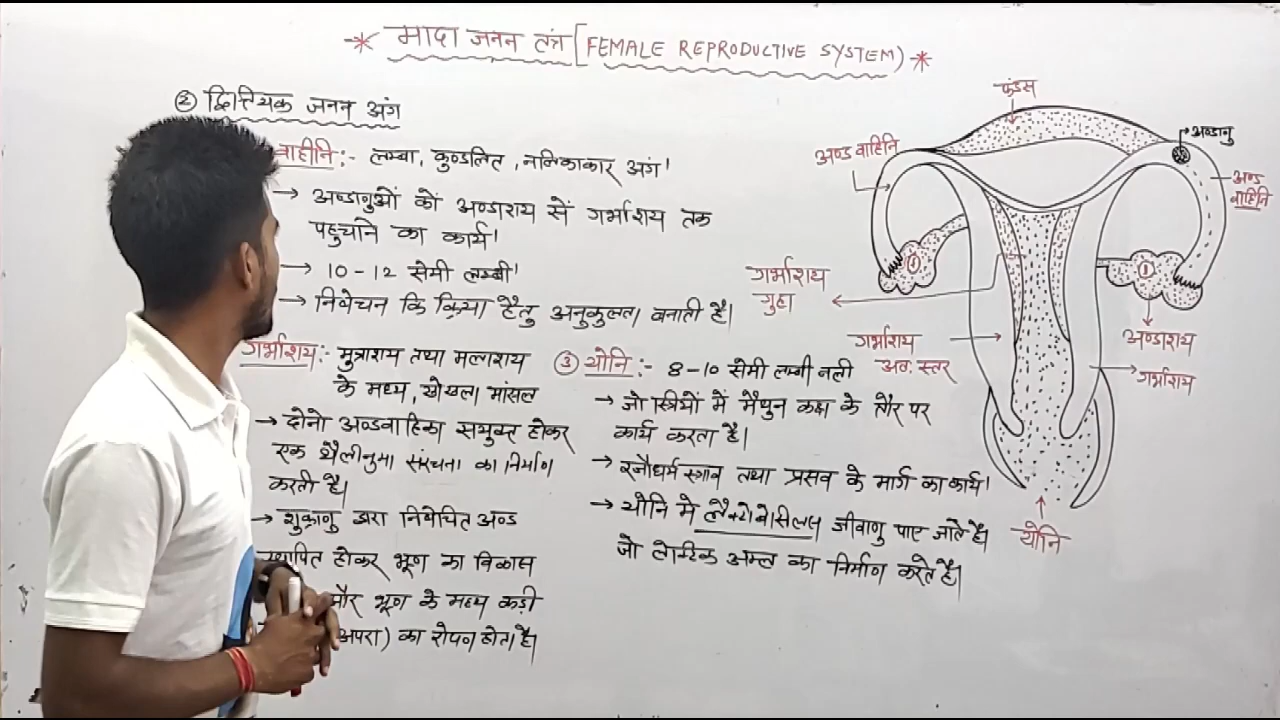 * मादा जनन तंत्र [FEMALE REPRODUCTIVE SYSTEM) *
② द्वित्तियक जनन अंग
वाहीनि :- लम्बा, कुण्डलित, नलिकाकार अंग।
→ अण्डाणुओं कों अण्डाशय सें गर्भाशय तक
पहुचाने का कार्य।
→ 10-12 सेमी लम्बी।
→ निषेचन कि क्रिया हेतु अनुकुलता बनाती है।
गर्भाशय :- मुत्राशय तथा मलाशय
के मध्य, खोखला मांसल
→ दोनो अण्डवाहिका सयुक्त होकर
एक थैलीनुमा संरचना का निर्माण
करती है।
→ शुक्राणु द्वारा निषेचित अण्ड
स्थापित होकर भ्रूण का विकास
और भ्रूण के मध्य कड़ी
अपरा) का रोपण होता है।
③ योनि :- 8-10 सेमी लम्बी नली
→ जो स्त्रियों में मैथुन कक्ष के तौर पर
कार्य करता है।
→ रजौधर्म स्त्राव तथा प्रसव के मार्ग का कार्य।
→ योनि मे लैक्टोबेसीलस जीवाणु पाए जाते है।
जो लेक्टिक अम्ल का निर्माण करते है।
फंडस
अण्ड वाहिनि
अण्डाणु
अण्ड
वाहिनि
गर्भाशय
गुहा
गर्भाशय
अन्त. स्तर
अण्डाशय
गर्भाशय
योनि